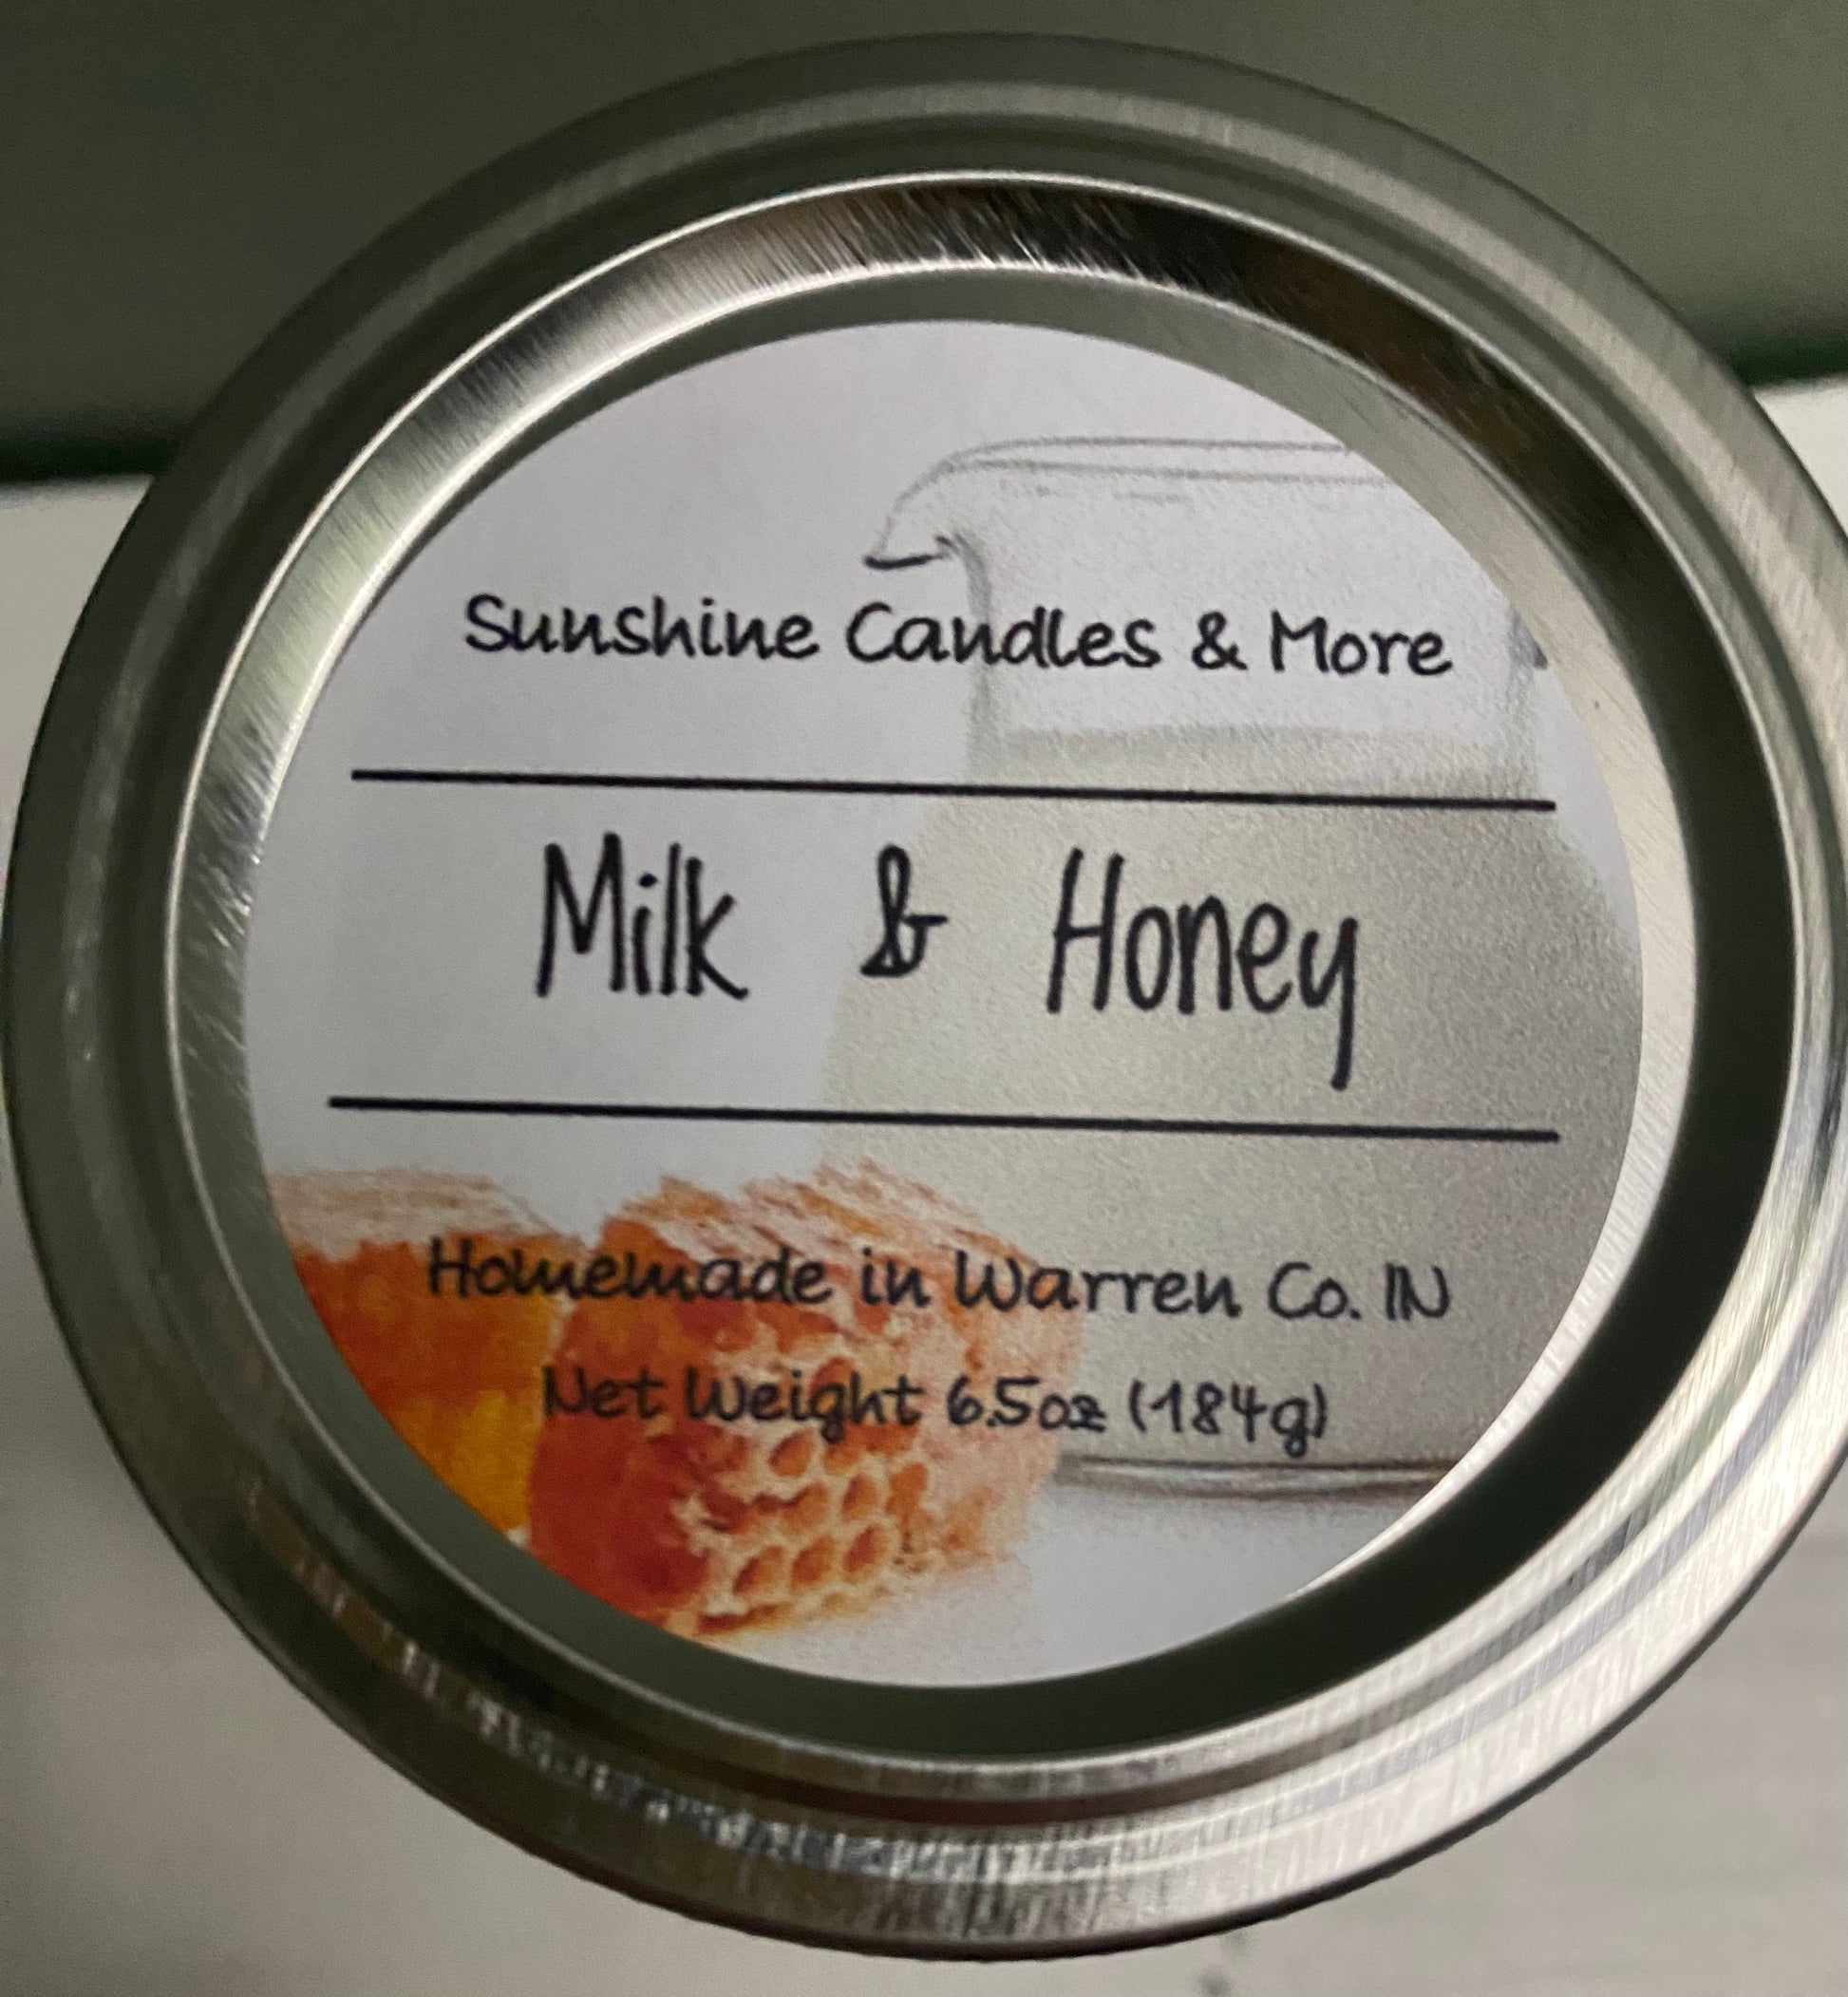 Sunshine Candles & More
Milk & Honey
Homemade in Warren Co. IN
Net Weight 6.5oz (184g)